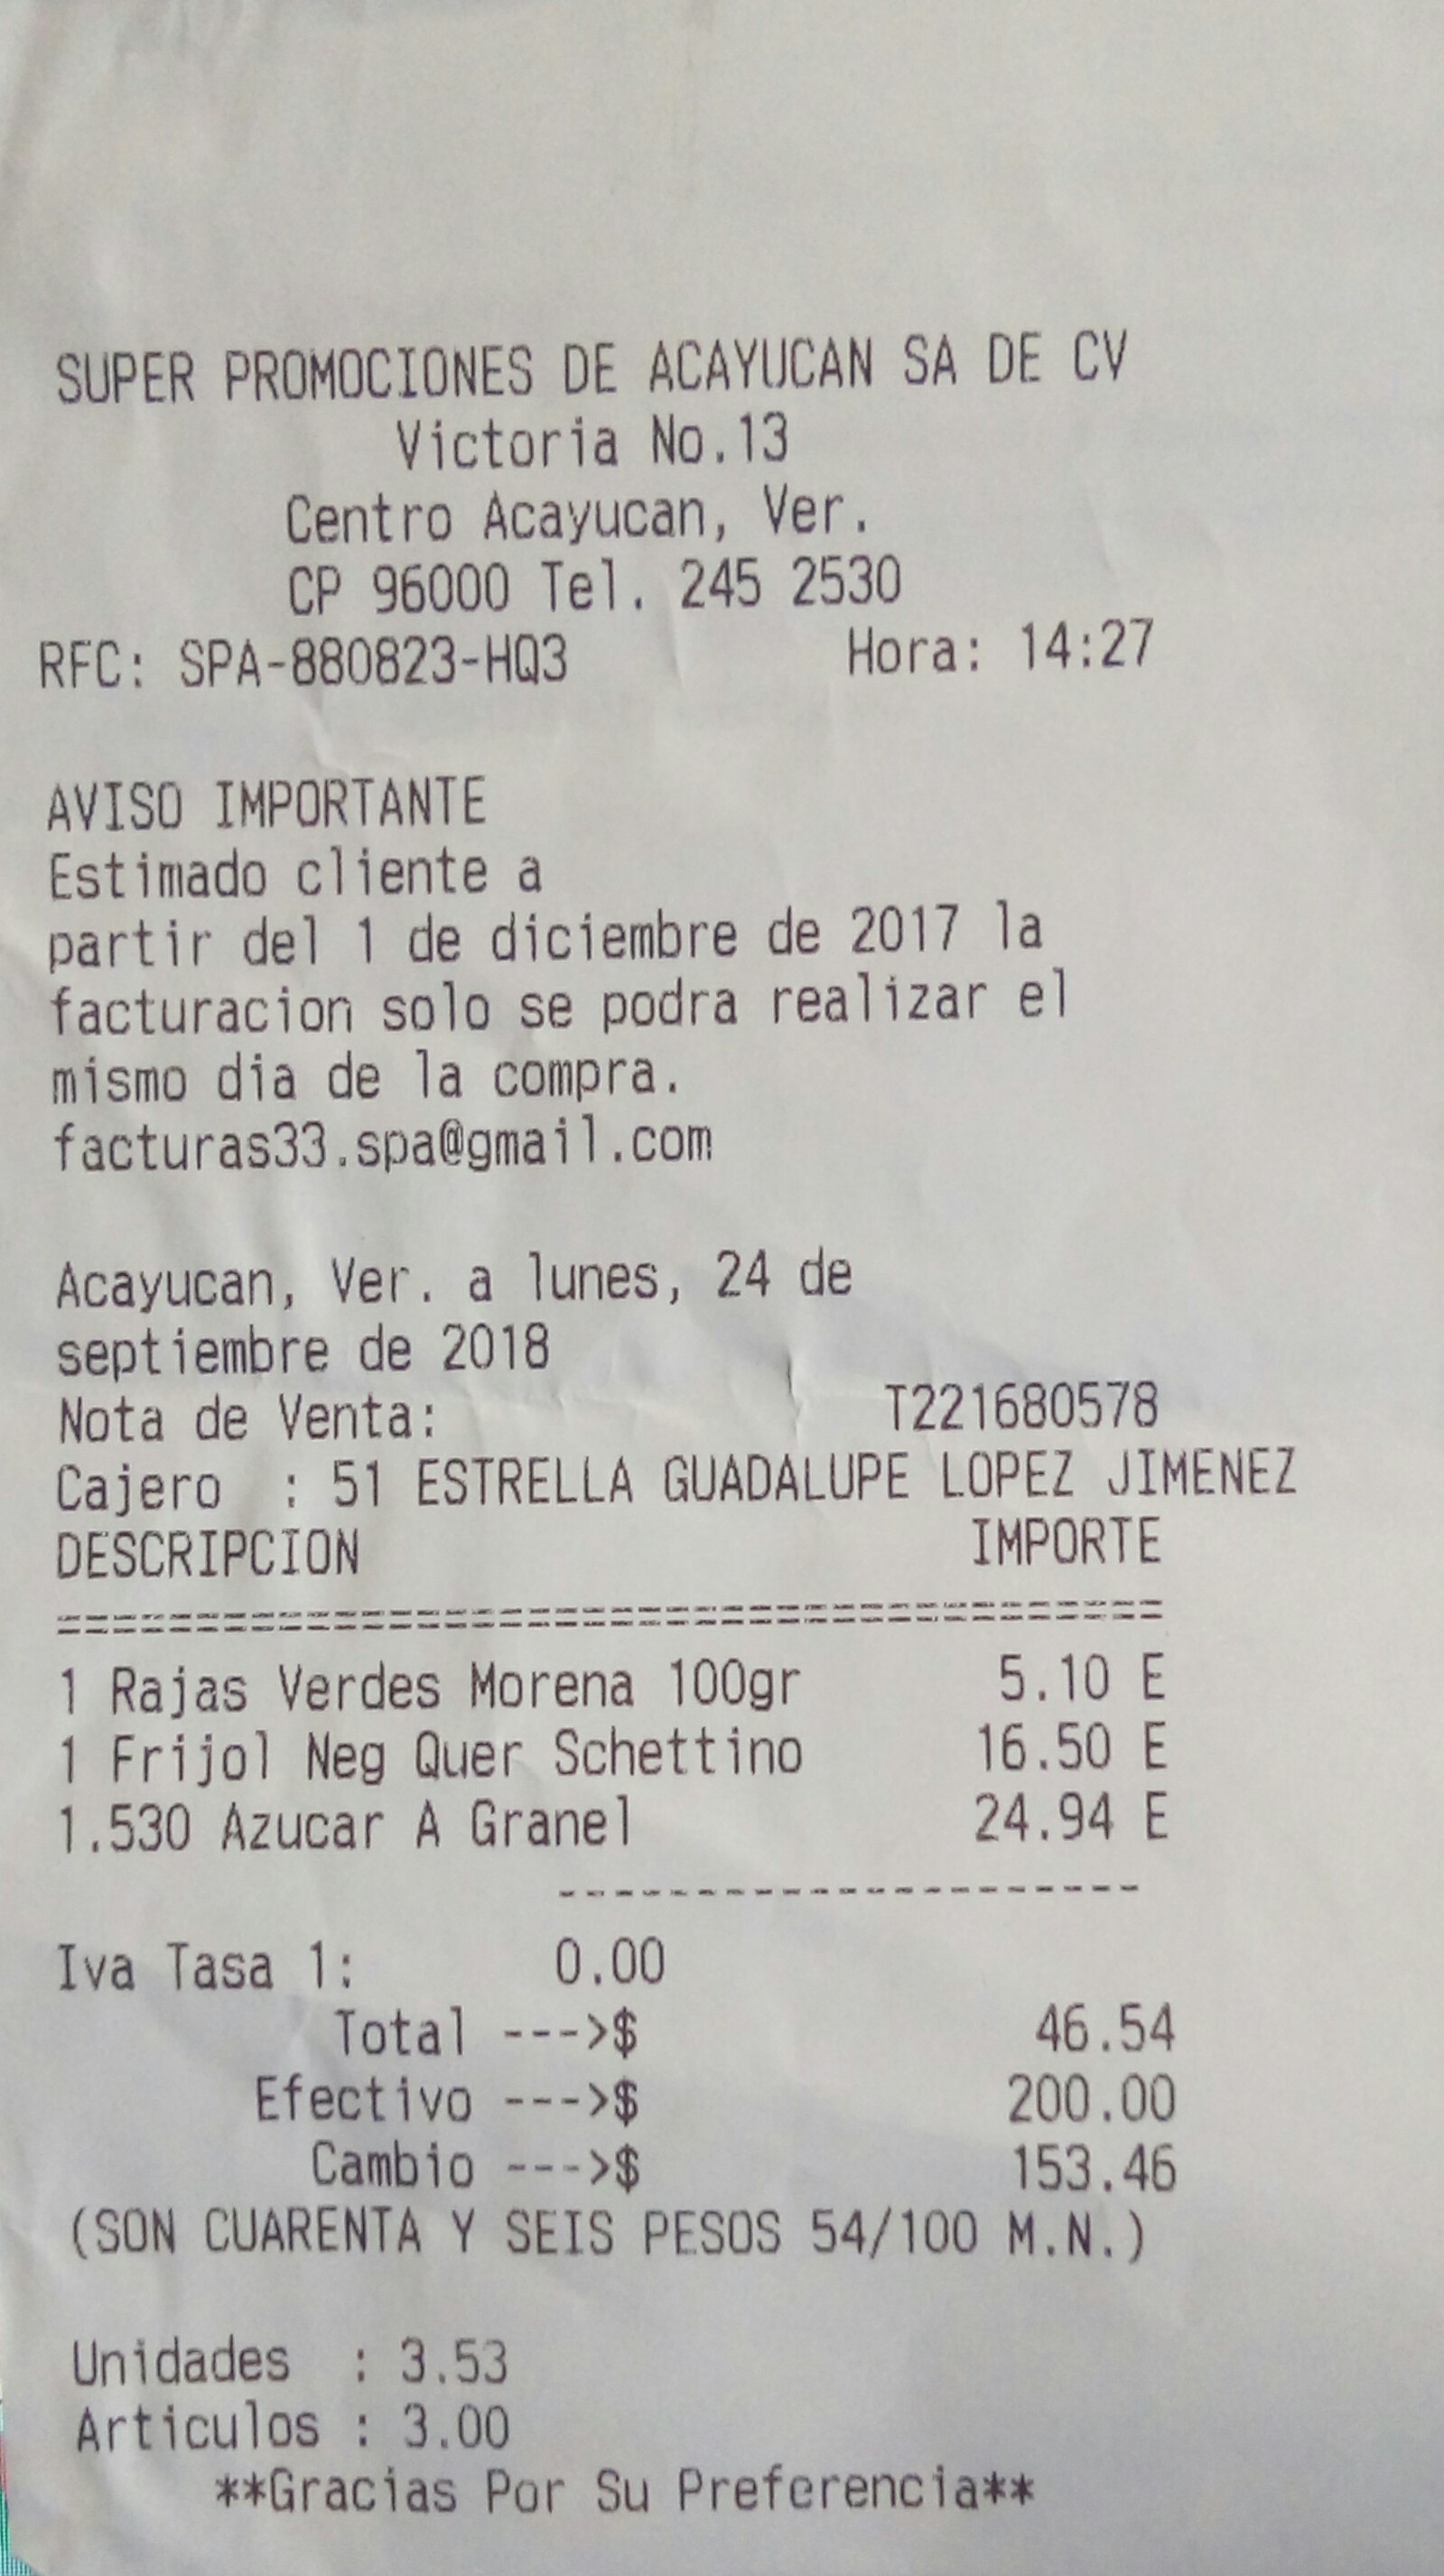 SUPER PROMOCIONES DE ACAYUCAN SA DE CV
Victoria No.13
Centro Acayucan, Ver.
CP 96000 Tel. 245 2530
RFC: SPA-880823-HQ3 Hora: 14:27
AVISO IMPORTANTE
Estimado cliente a
partir del 1 de diciembre de 2017 la
facturacion solo se podra realizar el
mismo dia de la compra.
facturas33.spa@gmail.com
Acayucan, Ver. a lunes, 24 de
septiembre de 2018
Nota de Venta: T221680578
Cajero : 51 ESTRELLA GUADALUPE LOPEZ JIMENEZ
DESCRIPCION IMPORTE
========================================
1 Rajas Verdes Morena 100gr 5.10 E
1 Frijol Neg Quer Schettino 16.50 E
1.530 Azucar A Granel 24.94 E
---------------------
Iva Tasa 1: 0.00
Total --->$ 46.54
Efectivo --->$ 200.00
Cambio --->$ 153.46
(SON CUARENTA Y SEIS PESOS 54/100 M.N.)
Unidades : 3.53
Articulos : 3.00
**Gracias Por Su Preferencia**